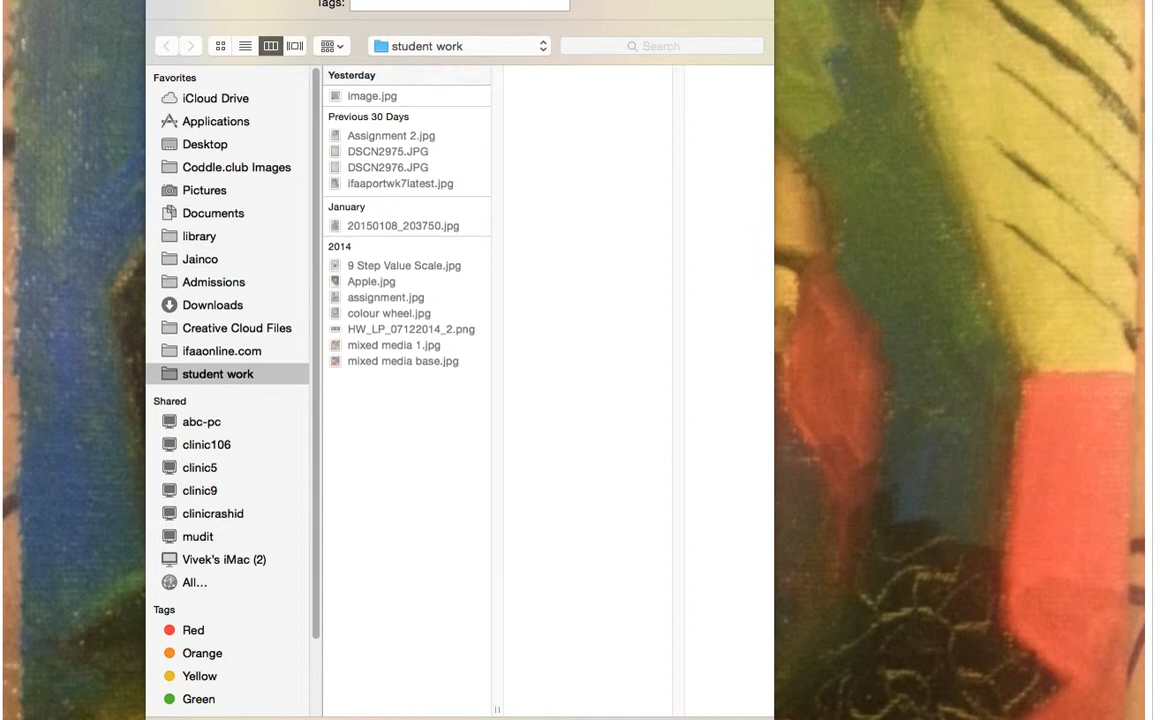 Tags:
student work
Search
Favorites
iCloud Drive
Applications
Desktop
Coddle.club Images
Pictures
Documents
library
Jainco
Admissions
Downloads
Creative Cloud Files
ifaaonline.com
student work
Shared
abc-pc
clinic106
clinic5
clinic9
clinicrashid
mudit
Vivek's iMac (2)
All...
Tags
Red
Orange
Yellow
Green
Yesterday
image.jpg
Previous 30 Days
Assignment 2.jpg
DSCN2975.JPG
DSCN2976.JPG
ifaaportwk7latest.jpg
January
20150108_203750.jpg
2014
9 Step Value Scale.jpg
Apple.jpg
assignment.jpg
colour wheel.jpg
HW_LP_07122014_2.png
mixed media 1.jpg
mixed media base.jpg